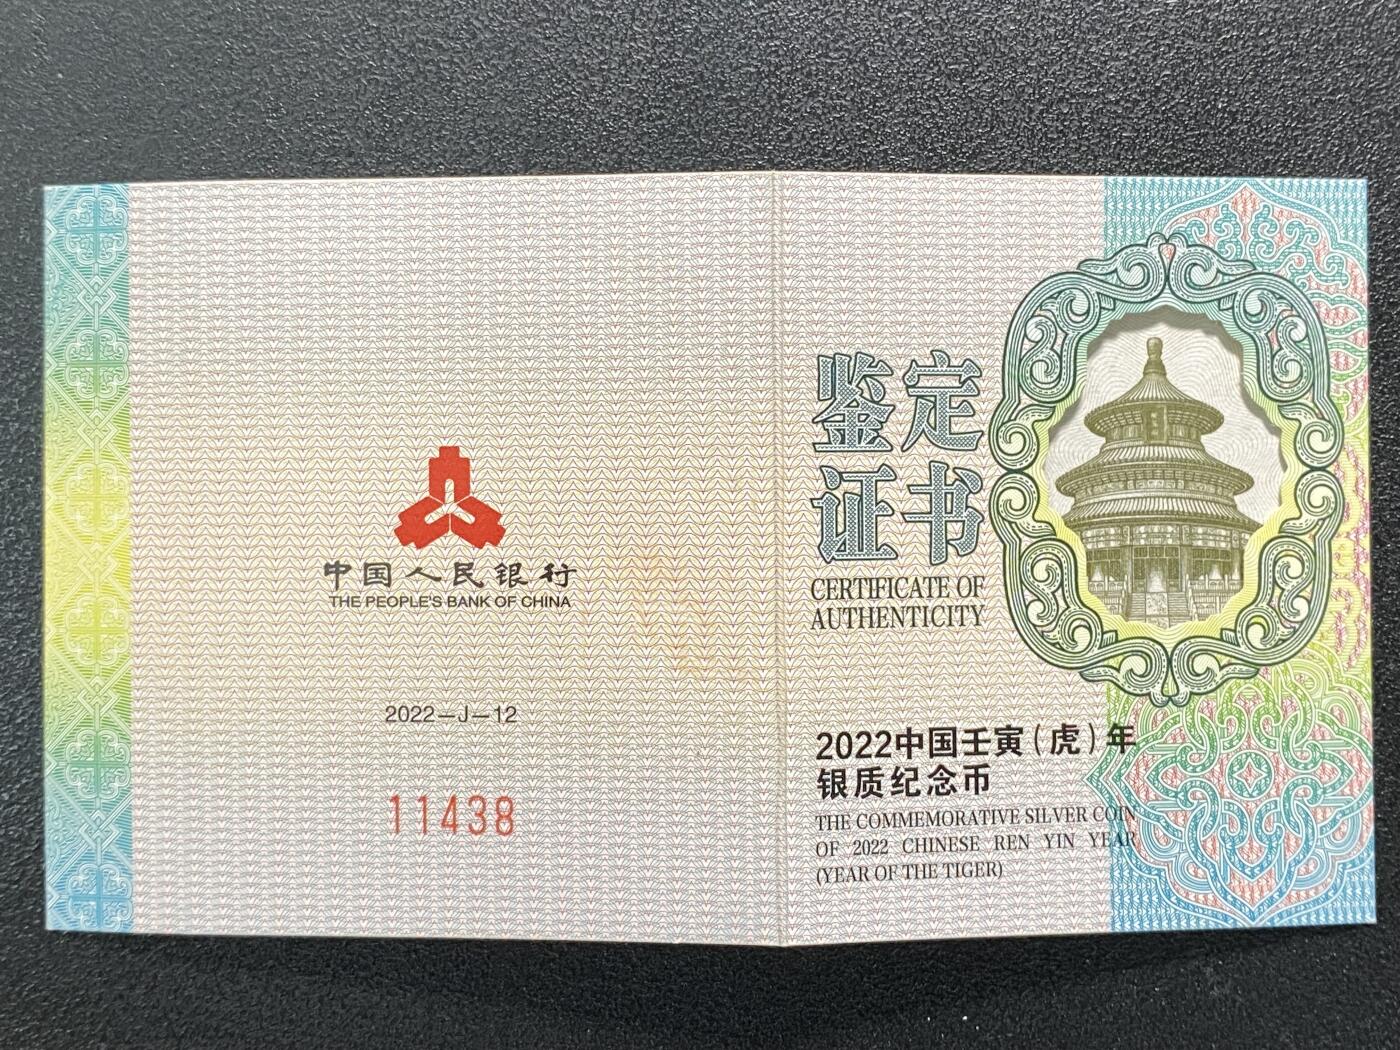 中国人民银行
THE PEOPLE'S BANK OF CHINA
2022—J—12
11438
鉴定
证书
CERTIFICATE OF
AUTHENTICITY
2022中国壬寅(虎)年
银质纪念币
THE COMMEMORATIVE SILVER COIN
OF 2022 CHINESE REN YIN YEAR
(YEAR OF THE TIGER)